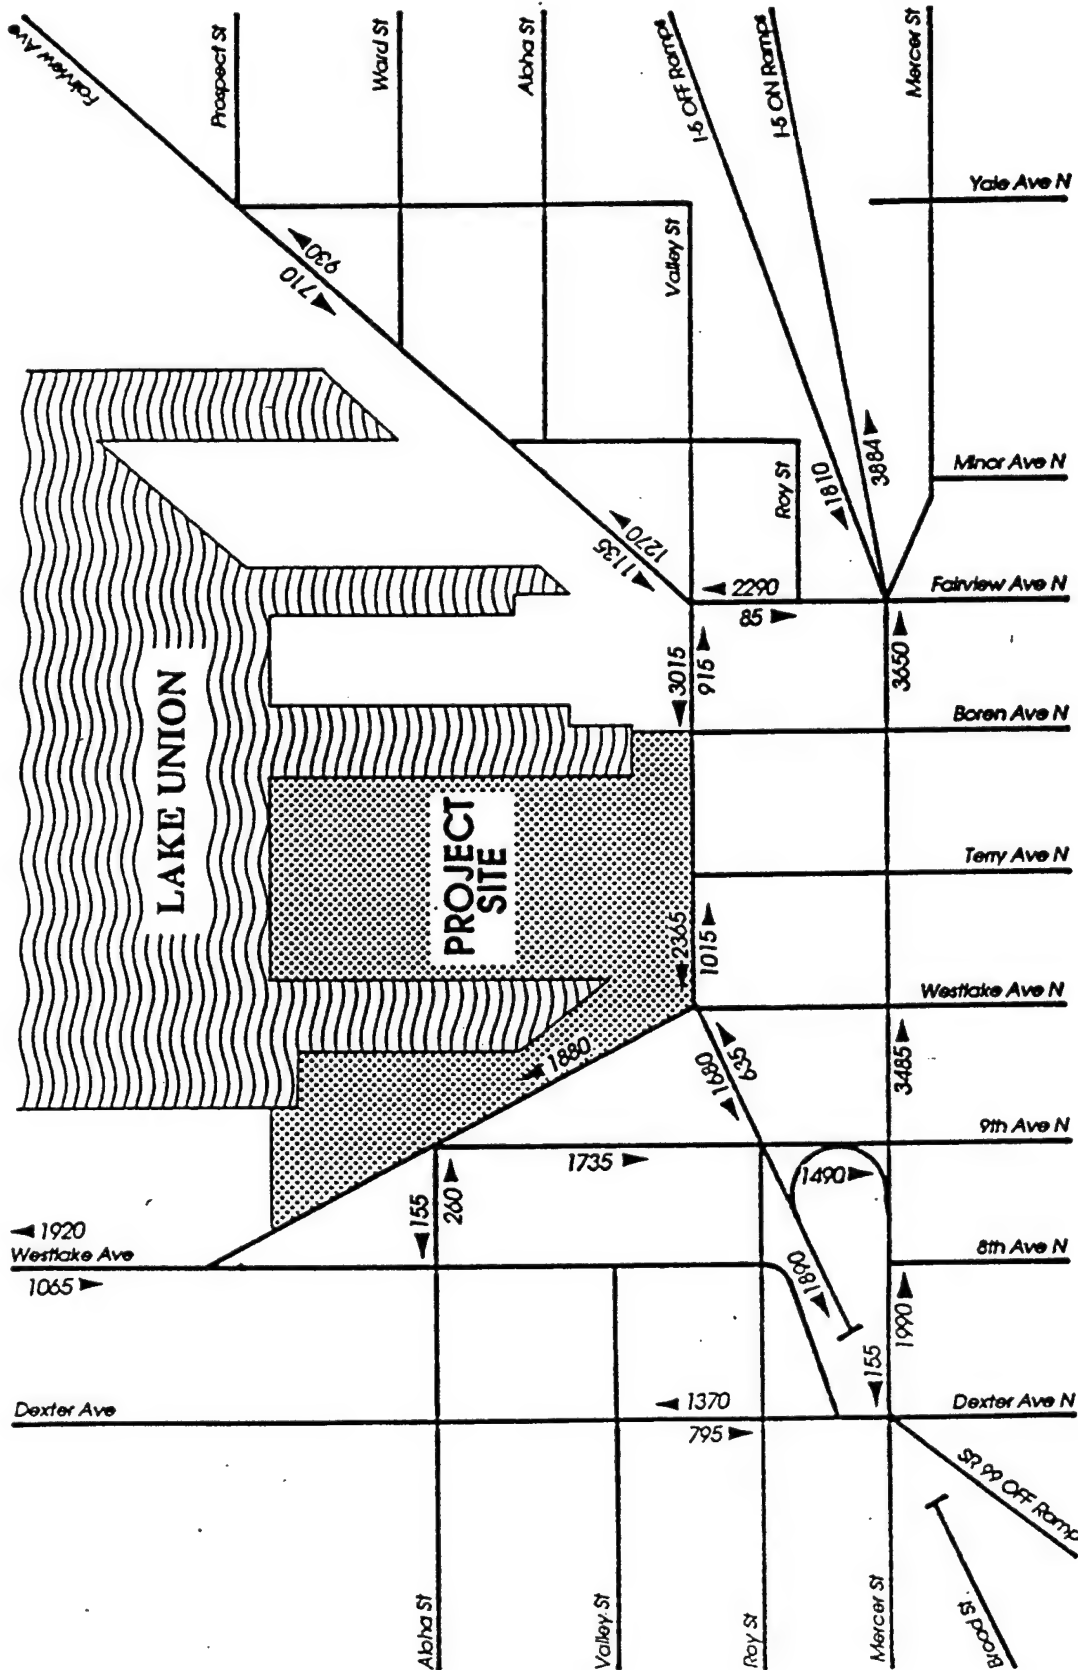 Fairview Ave
Prospect St
Ward St
Aloha St
I-5 OFF Ramps
I-5 ON Ramps
Mercer St
Yale Ave N
930
1710
Valley St
LAKE UNION
Minor Ave N
3884
1810
Roy St
1270
1135
2290
85
Fairview Ave N
3015
915
3650
Boren Ave N
PROJECT
SITE
Terry Ave N
2365
1015
Westlake Ave N
1880
1680
635
3485
9th Ave N
1735
1490
155
260
1920
Westlake Ave
1065
8th Ave N
1890
1990
155
Dexter Ave
1370
795
Dexter Ave N
SR 99 OFF Ramp
Aloha St
Valley St
Roy St
Mercer St
Broad St